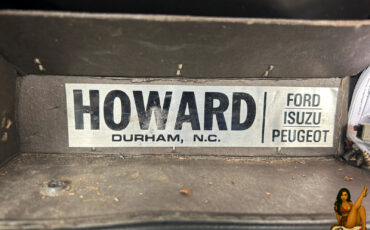 HOWARD
DURHAM, N.C.
FORD
ISUZU
PEUGEOT